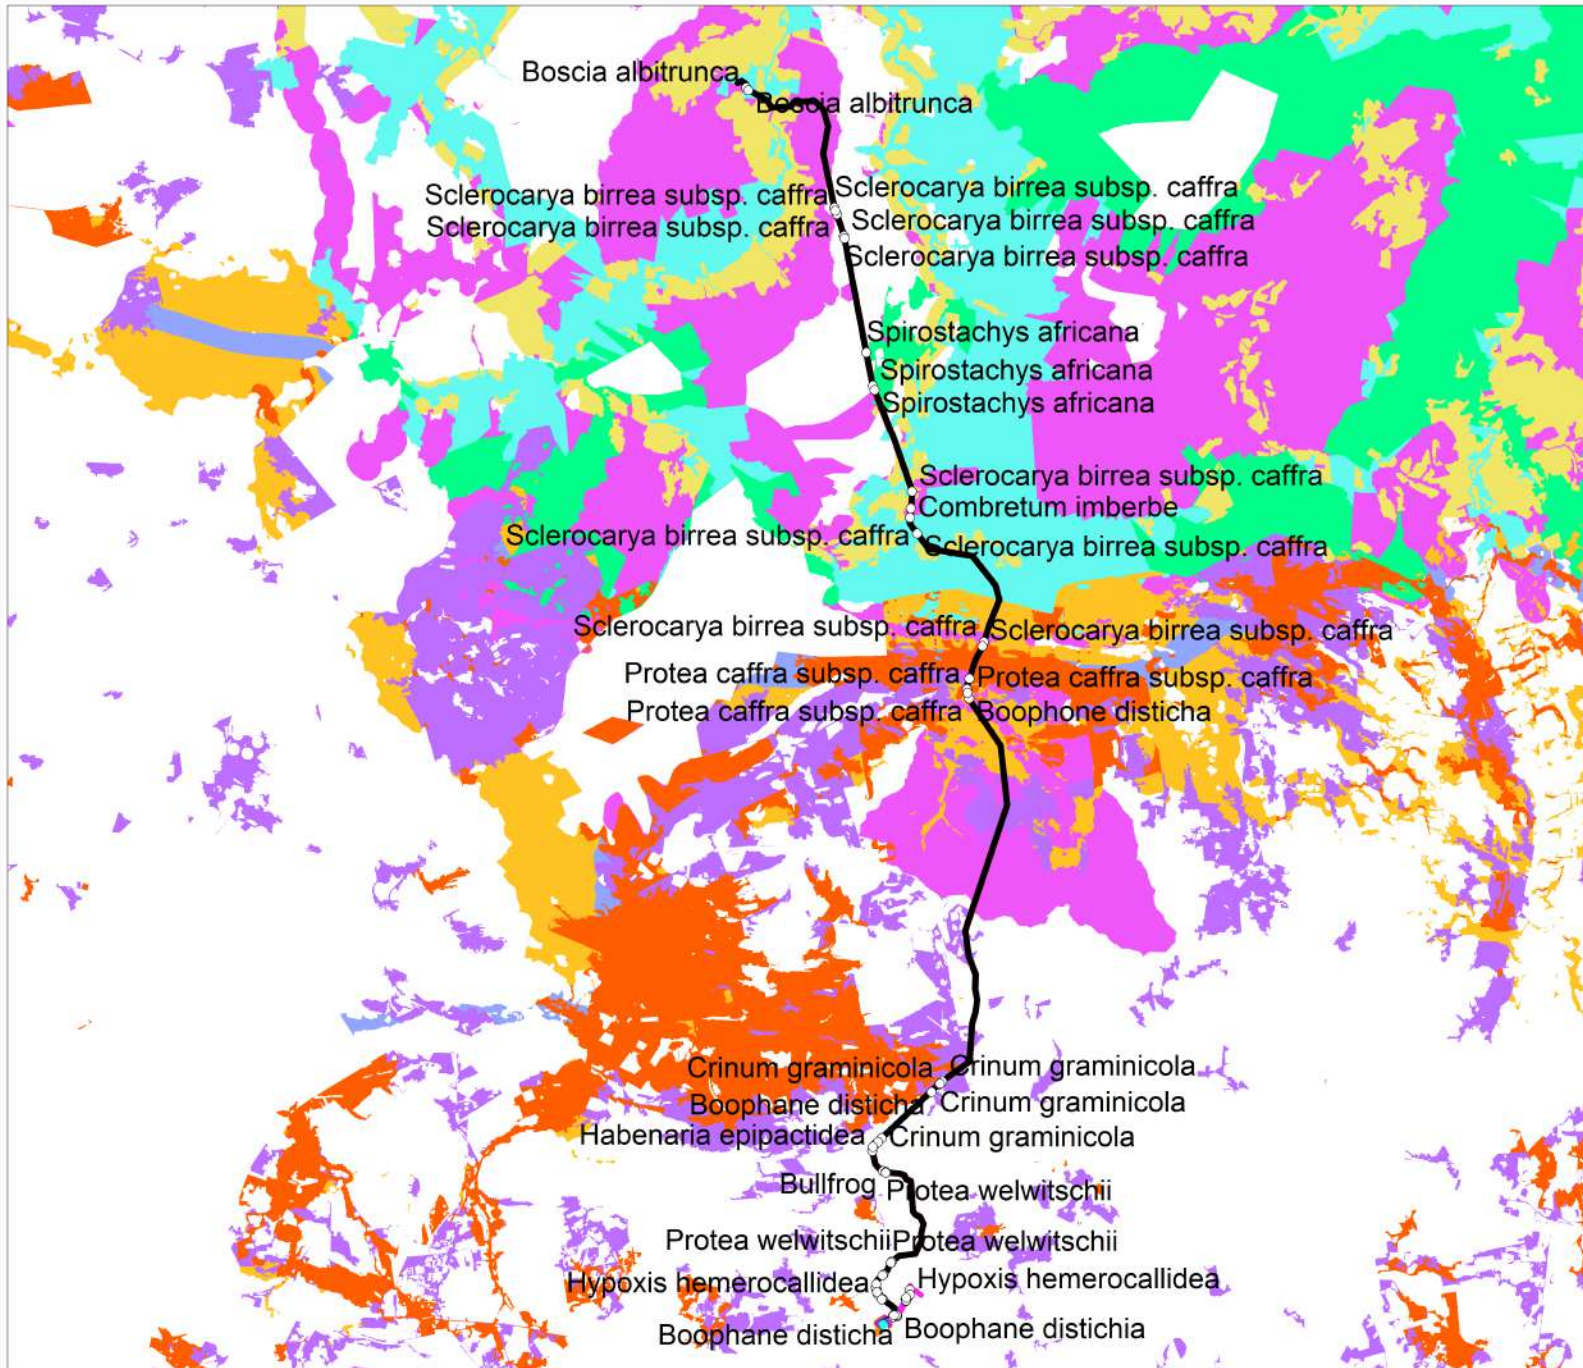 Boscia albitrunca
Boscia albitrunca
Sclerocarya birrea subsp. caffra
Sclerocarya birrea subsp. caffra
Sclerocarya birrea subsp. caffra
Sclerocarya birrea subsp. caffra
Sclerocarya birrea subsp. caffra
Spirostachys africana
Spirostachys africana
Spirostachys africana
Sclerocarya birrea subsp. caffra
Combretum imberbe
Sclerocarya birrea subsp. caffra
Sclerocarya birrea subsp. caffra
Sclerocarya birrea subsp. caffra
Sclerocarya birrea subsp. caffra
Protea caffra subsp. caffra
Protea caffra subsp. caffra
Protea caffra subsp. caffra
Boophone disticha
Crinum graminicola
Crinum graminicola
Boophane disticha
Crinum graminicola
Habenaria epipactidea
Crinum graminicola
Bullfrog
Protea welwitschii
Protea welwitschii
Protea welwitschii
Hypoxis hemerocallidea
Hypoxis hemerocallidea
Boophane disticha
Boophane distichia